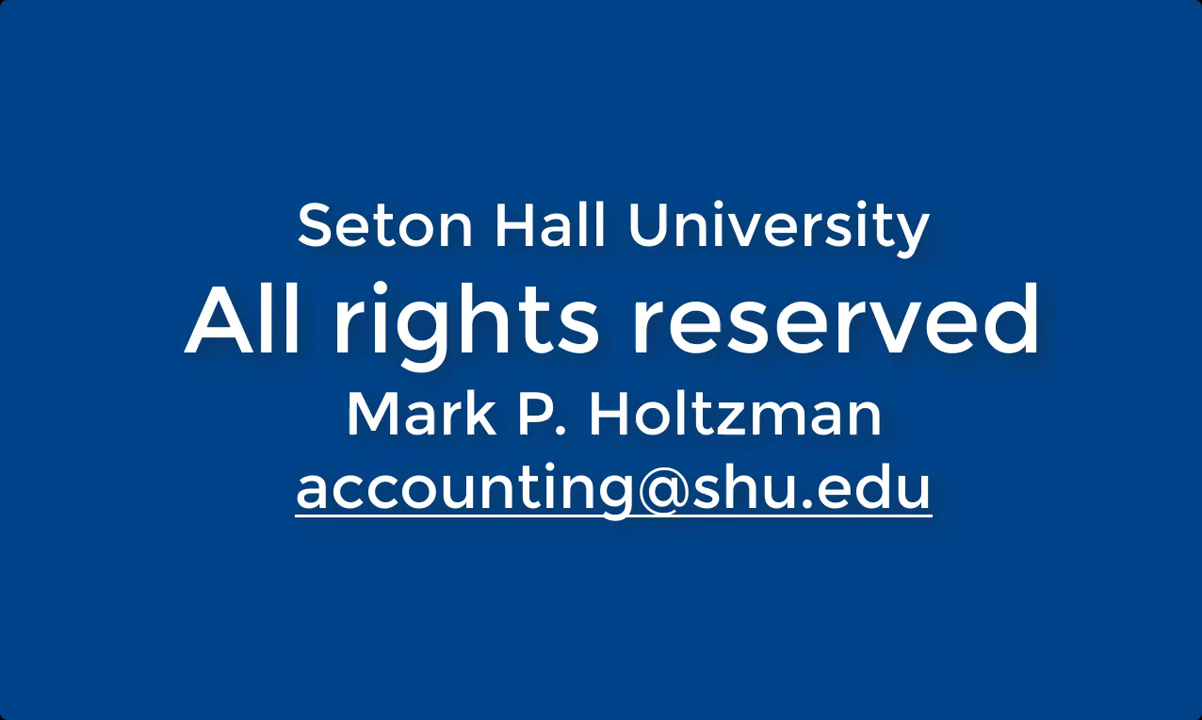 Seton Hall University
All rights reserved
Mark P. Holtzman
accounting@shu.edu